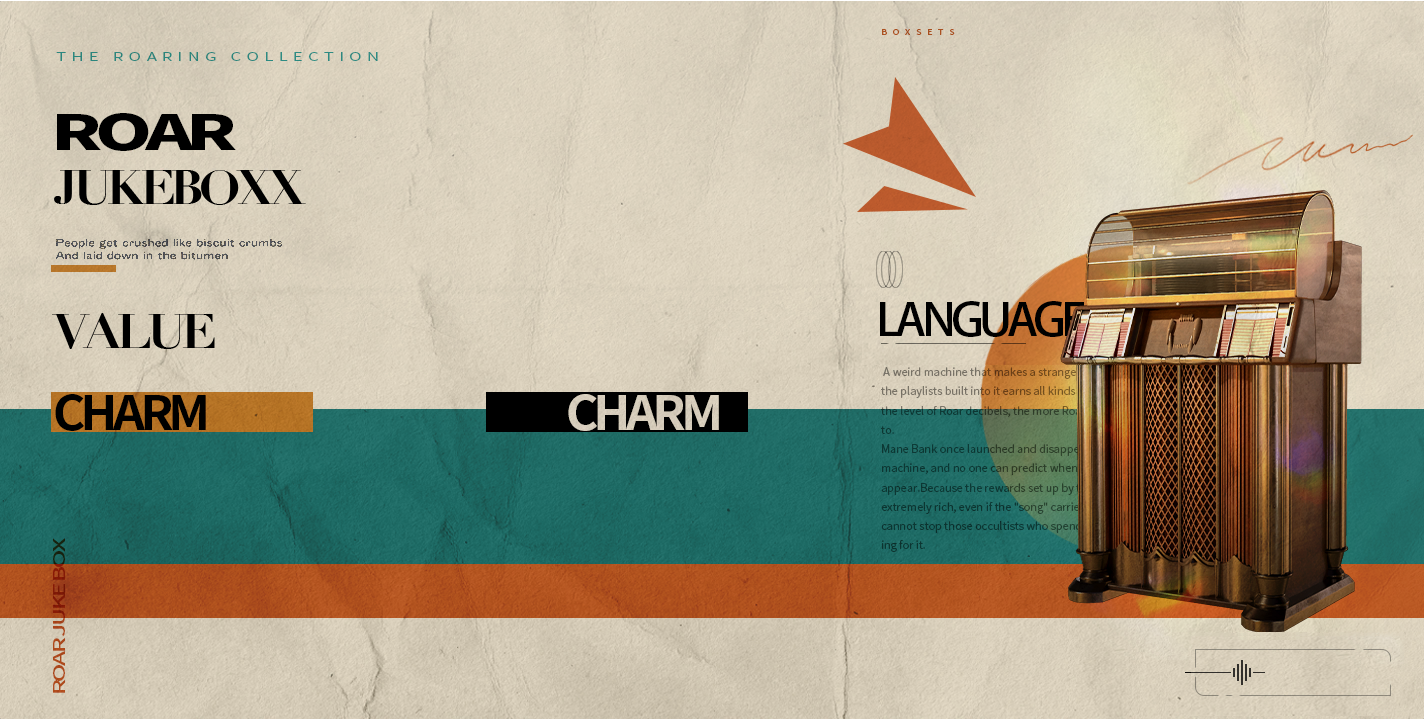 THE ROARING COLLECTION
ROAR
JUKEBOXX
People get crushed like biscuit crumbs
And laid down in the bitumen
VALUE
CHARM
CHARM
ROAR JUKEBOX
BOXSETS
LANGUAGE
A weird machine that makes a strange
the playlists built into it earns all kinds
the level of Roar decibels, the more Roa
to.
Mane Bank once launched and disappe
machine, and no one can predict when
appear.Because the rewards set up by t
extremely rich, even if the "song" carrie
cannot stop those occultists who spend
ing for it.